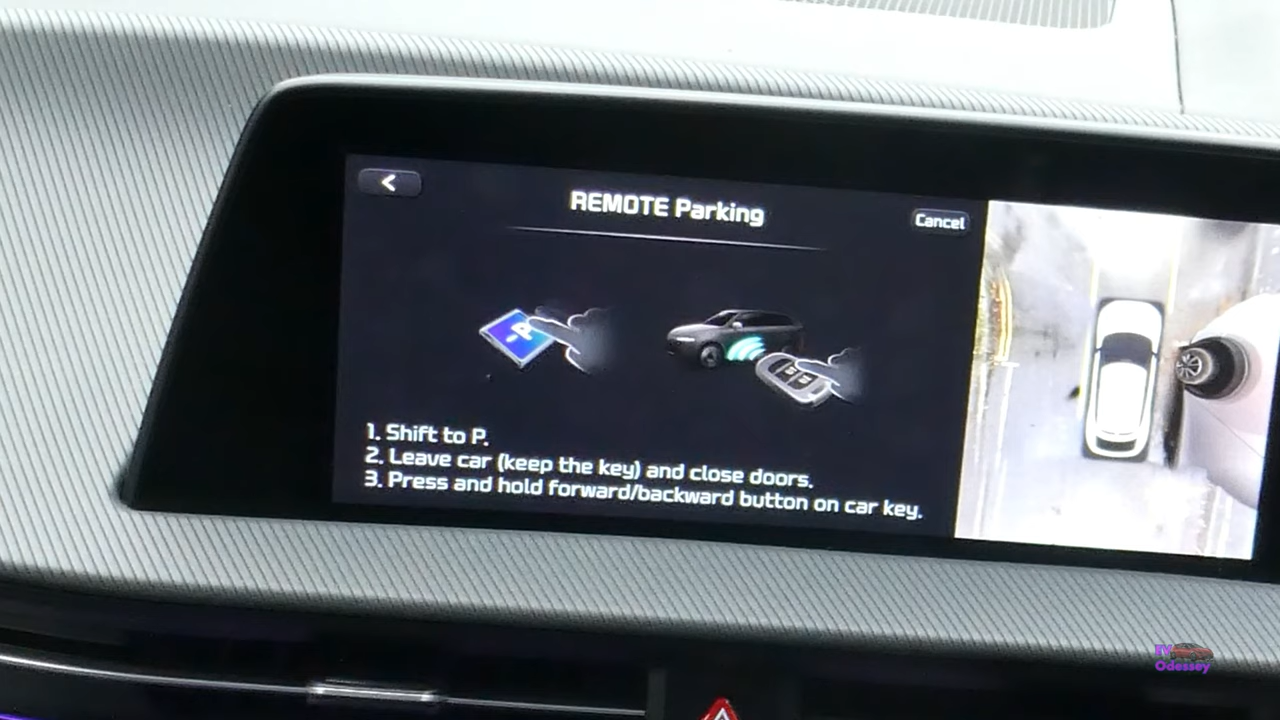 REMOTE Parking
Cancel
P
1. Shift to P.
2. Leave car (keep the key) and close doors.
3. Press and hold forward/backward button on car key.
EV
Odessey